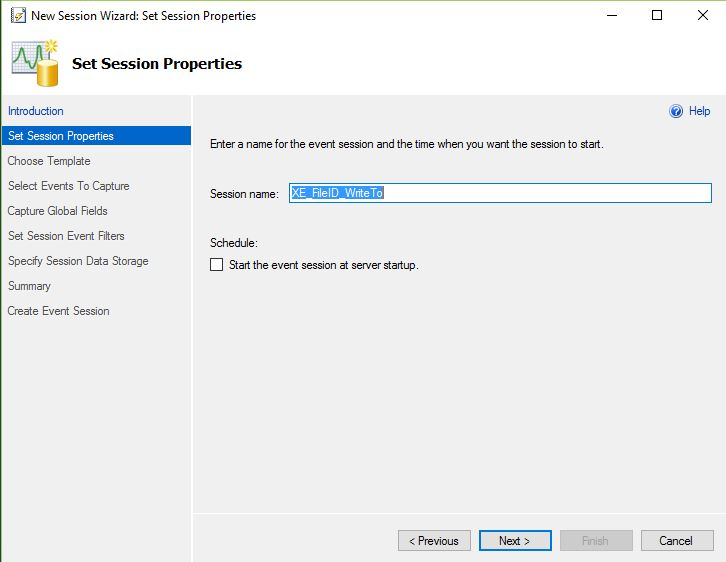 New Session Wizard: Set Session Properties
Set Session Properties
Introduction
Set Session Properties
Choose Template
Select Events To Capture
Capture Global Fields
Set Session Event Filters
Specify Session Data Storage
Summary
Create Event Session
Help
Enter a name for the event session and the time when you want the session to start.
Session name: XE_FileID_WriteTo
Schedule:
Start the event session at server startup.
< Previous Next > Finish Cancel